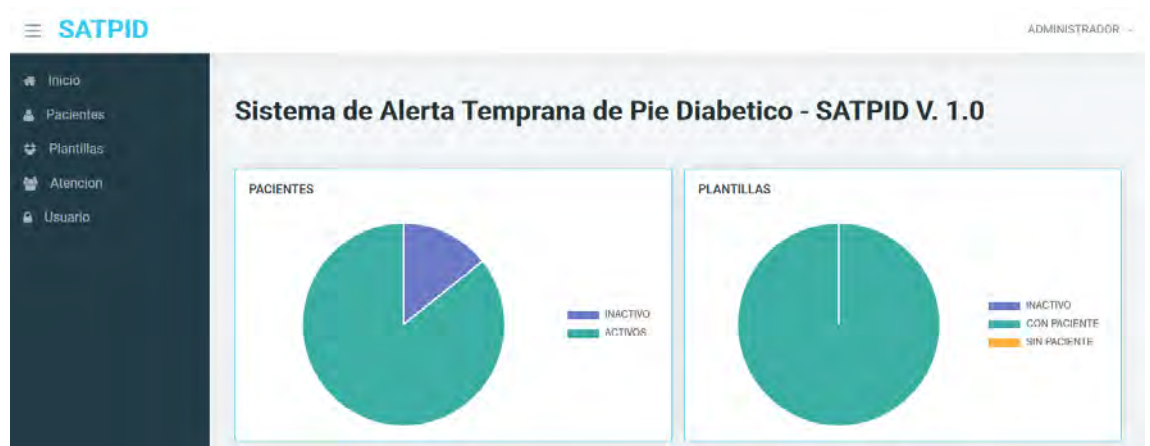 SATPID
ADMINISTRADOR
Inicio
Pacientes
Plantillas
Atencion
Usuario
Sistema de Alerta Temprana de Pie Diabetico - SATPID V. 1.0
PACIENTES
INACTIVO
ACTIVOS
PLANTILLAS
INACTIVO
CON PACIENTE
SIN PACIENTE